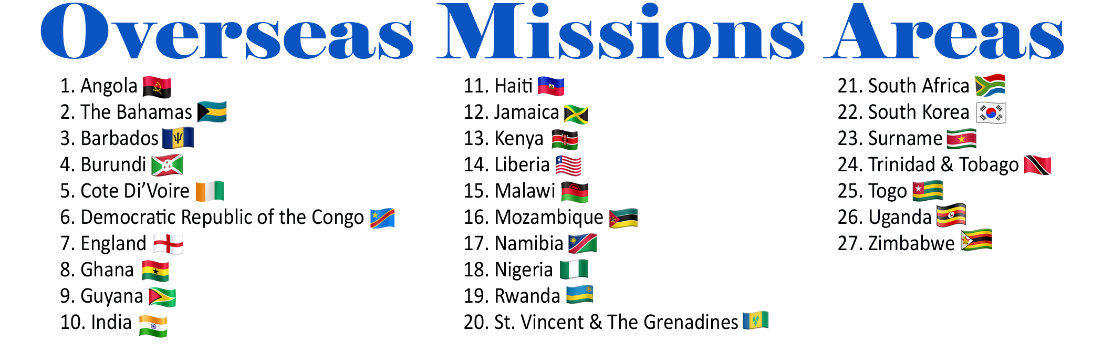 Overseas Missions Areas
1. Angola
2. The Bahamas
3. Barbados
4. Burundi
5. Cote Di’Voire
6. Democratic Republic of the Congo
7. England
8. Ghana
9. Guyana
10. India
11. Haiti
12. Jamaica
13. Kenya
14. Liberia
15. Malawi
16. Mozambique
17. Namibia
18. Nigeria
19. Rwanda
20. St. Vincent & The Grenadines
21. South Africa
22. South Korea
23. Surname
24. Trinidad & Tobago
25. Togo
26. Uganda
27. Zimbabwe